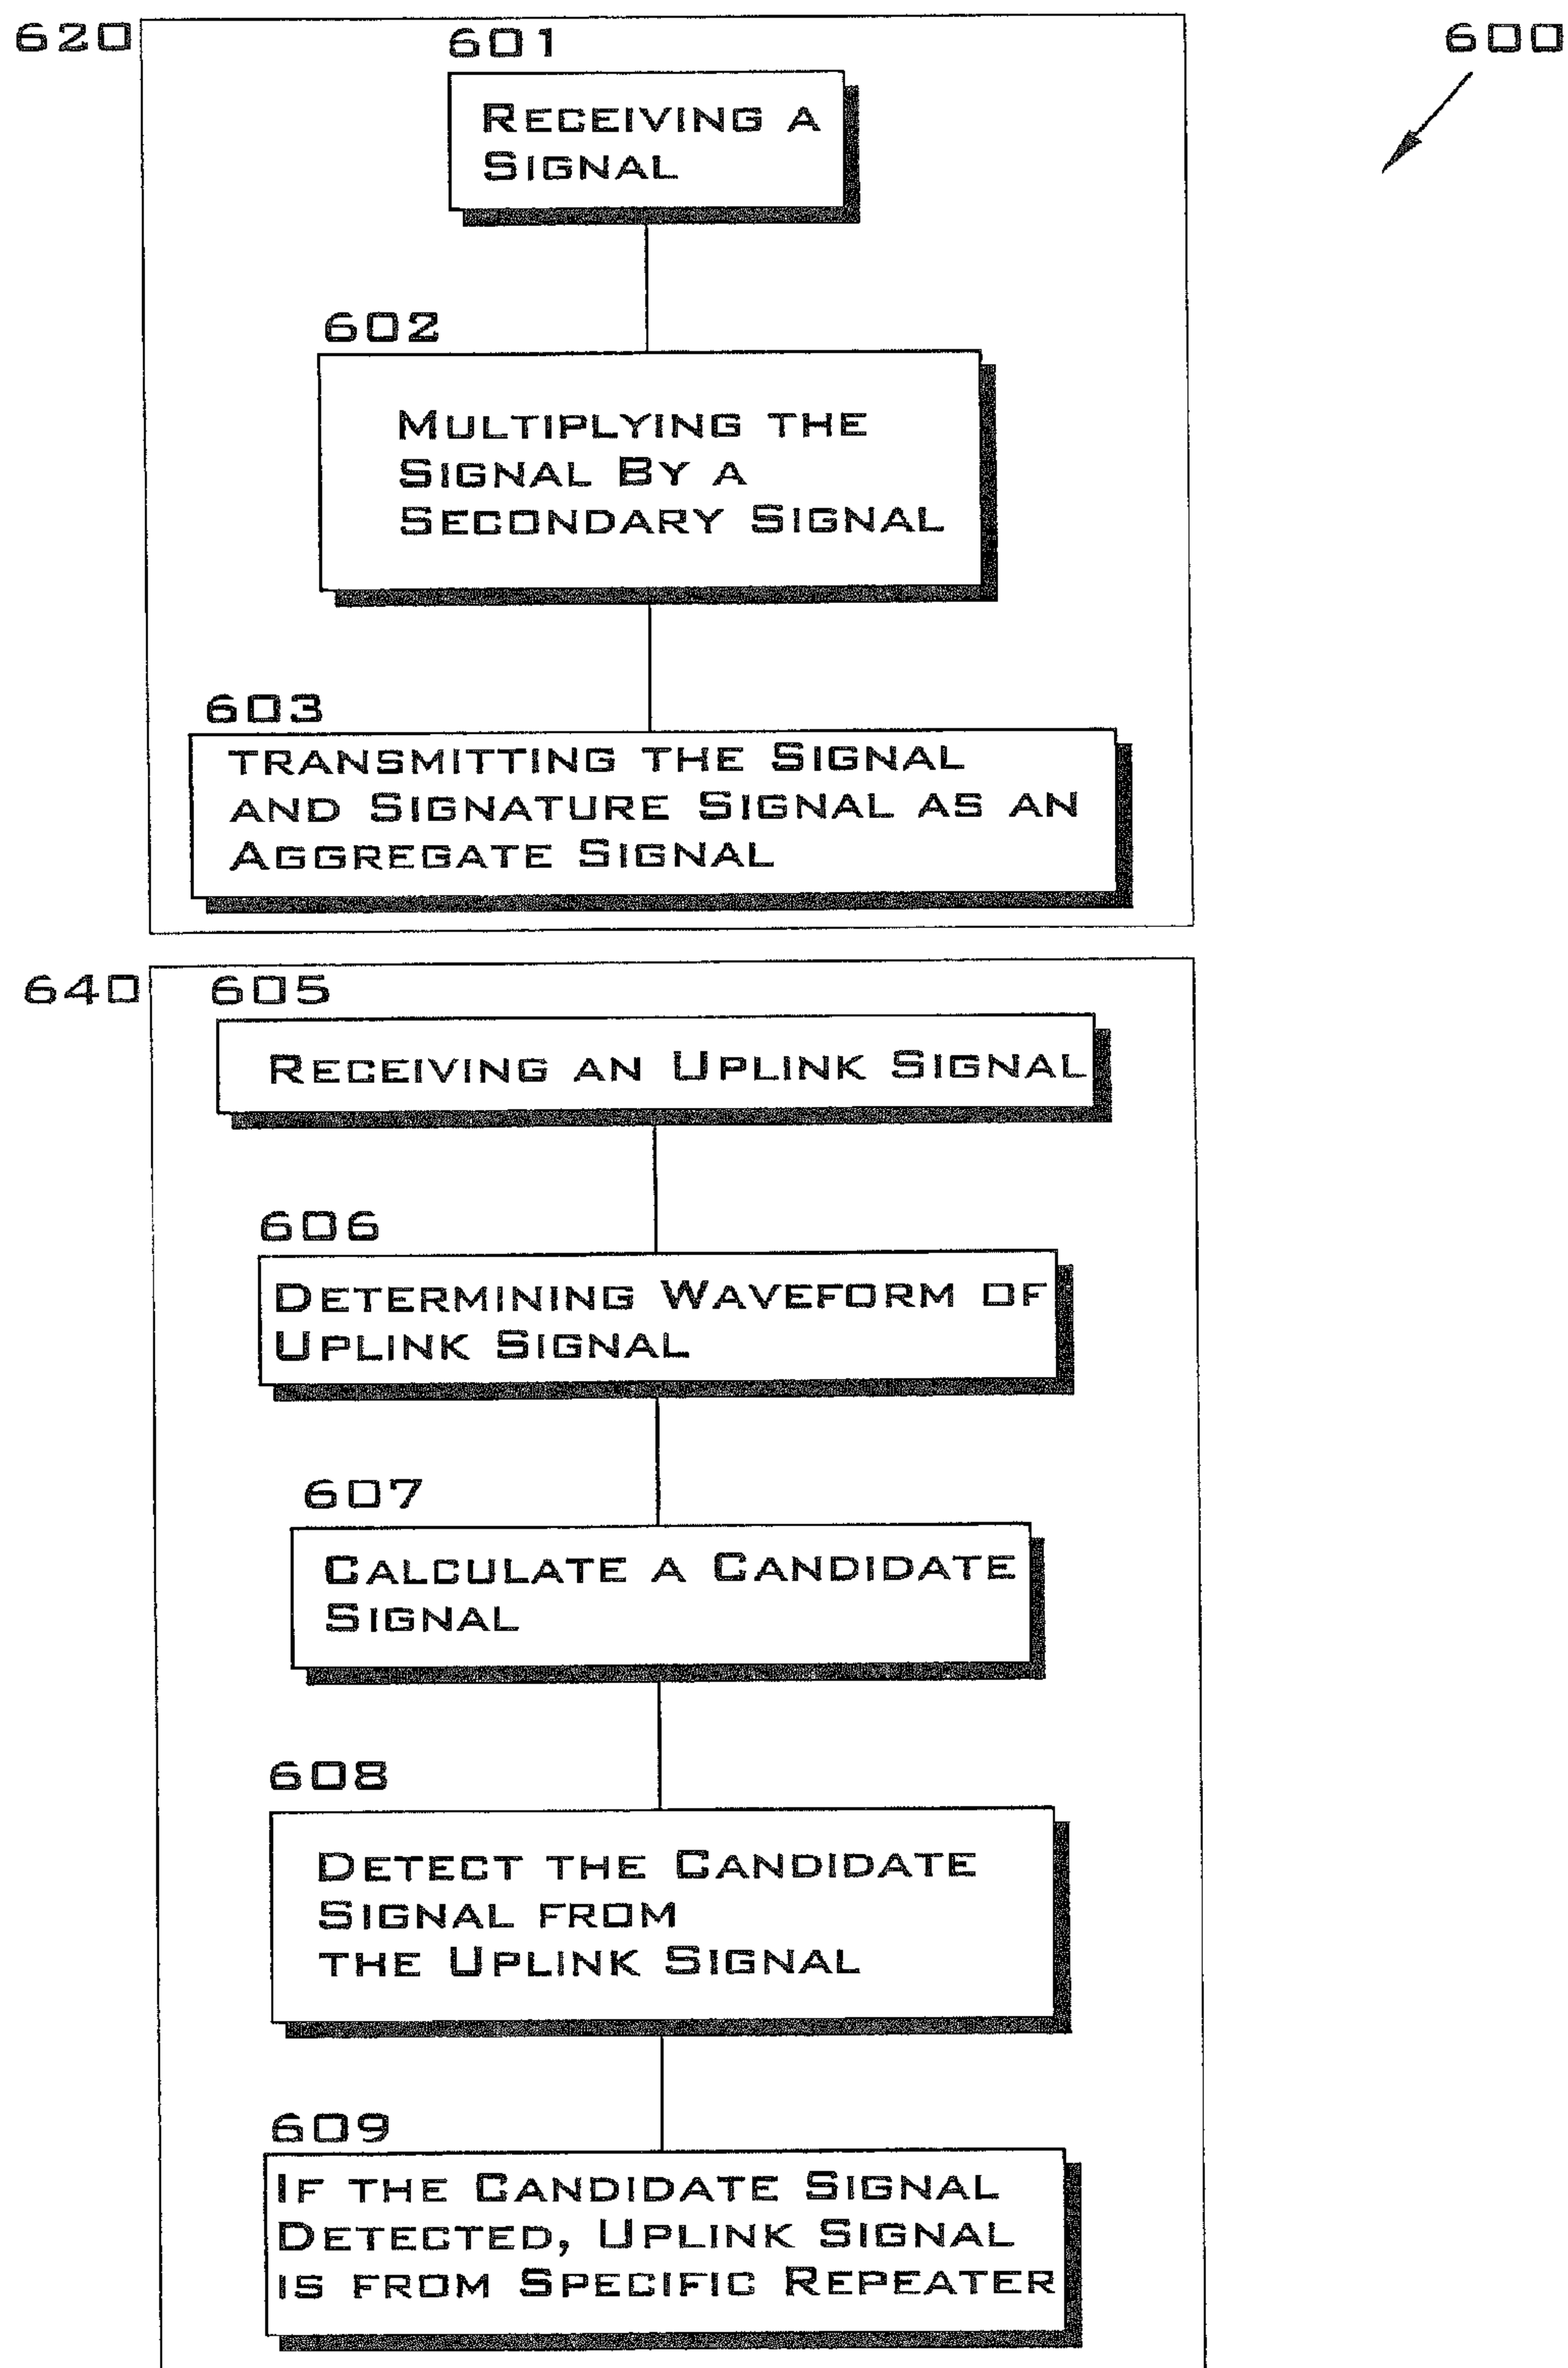 620
601
600
RECEIVING A
SIGNAL
602
MULTIPLYING THE
SIGNAL BY A
SECONDARY SIGNAL
603
TRANSMITTING THE SIGNAL
AND SIGNATURE SIGNAL AS AN
AGGREGATE SIGNAL
640
605
RECEIVING AN UPLINK SIGNAL
606
DETERMINING WAVEFORM OF
UPLINK SIGNAL
607
CALCULATE A CANDIDATE
SIGNAL
608
DETECT THE CANDIDATE
SIGNAL FROM
THE UPLINK SIGNAL
609
IF THE CANDIDATE SIGNAL
DETECTED, UPLINK SIGNAL
IS FROM SPECIFIC REPEATER